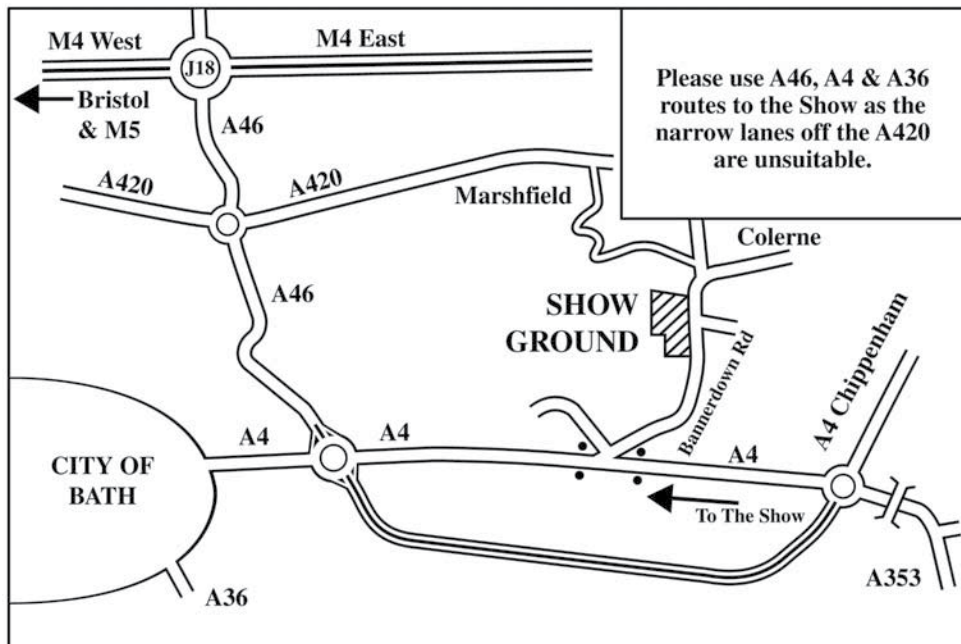 M4 West
M4 East
J18
Bristol
& M5
A46
Please use A46, A4 & A36
routes to the Show as the
narrow lanes off the A420
are unsuitable.
A420
A420
Marshfield
Colerne
A46
SHOW
GROUND
Bannerdown Rd
A4 Chippenham
A4
A4
A4
CITY OF
BATH
To The Show
A36
A353